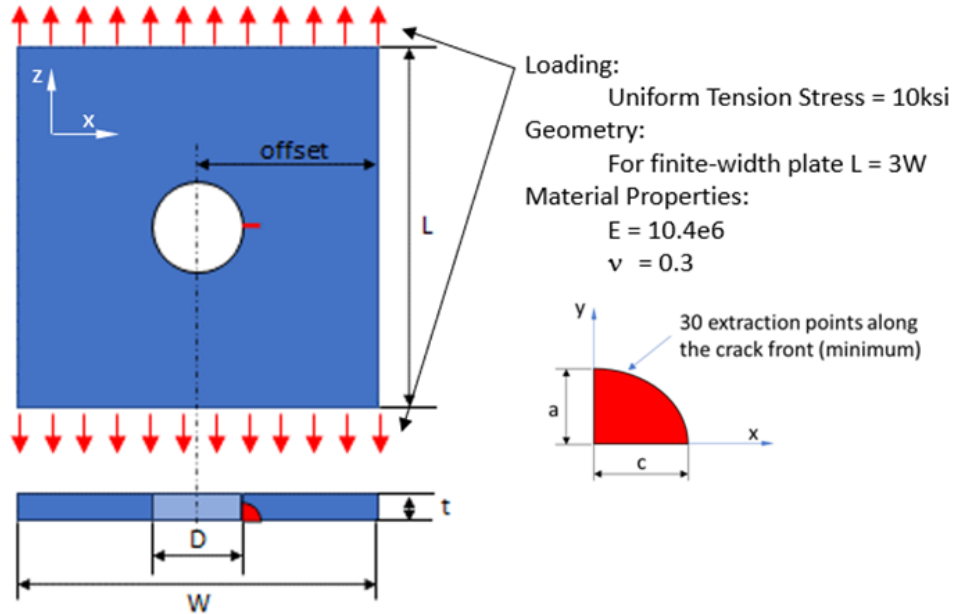 Loading:
Uniform Tension Stress = 10ksi
Geometry:
For finite-width plate L = 3W
Material Properties:
E = 10.4e6
ν = 0.3
z
x
offset
L
y
30 extraction points along
the crack front (minimum)
a
x
c
t
D
W